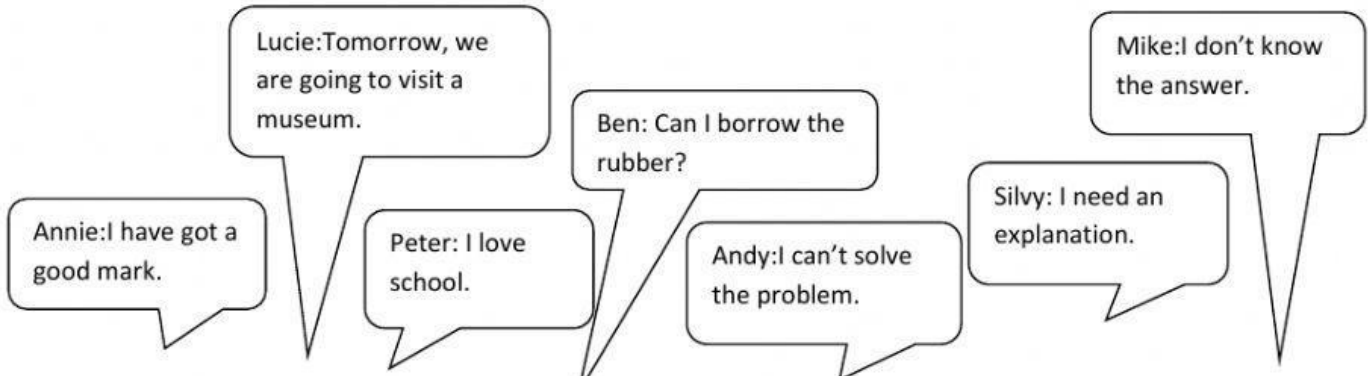 Lucie:Tomorrow, we
are going to visit a
museum.
Mike:I don't know
the answer.
Ben: Can I borrow the
rubber?
Silvy: I need an
explanation.
Annie:I have got a
good mark.
Peter: I love
school.
Andy:I can't solve
the problem.